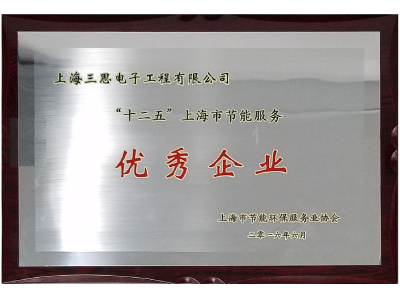 上海三思电子工程有限公司
“十二五”上海市节能服务
优秀企业
上海市节能环保服务业协会
二零一六年六月